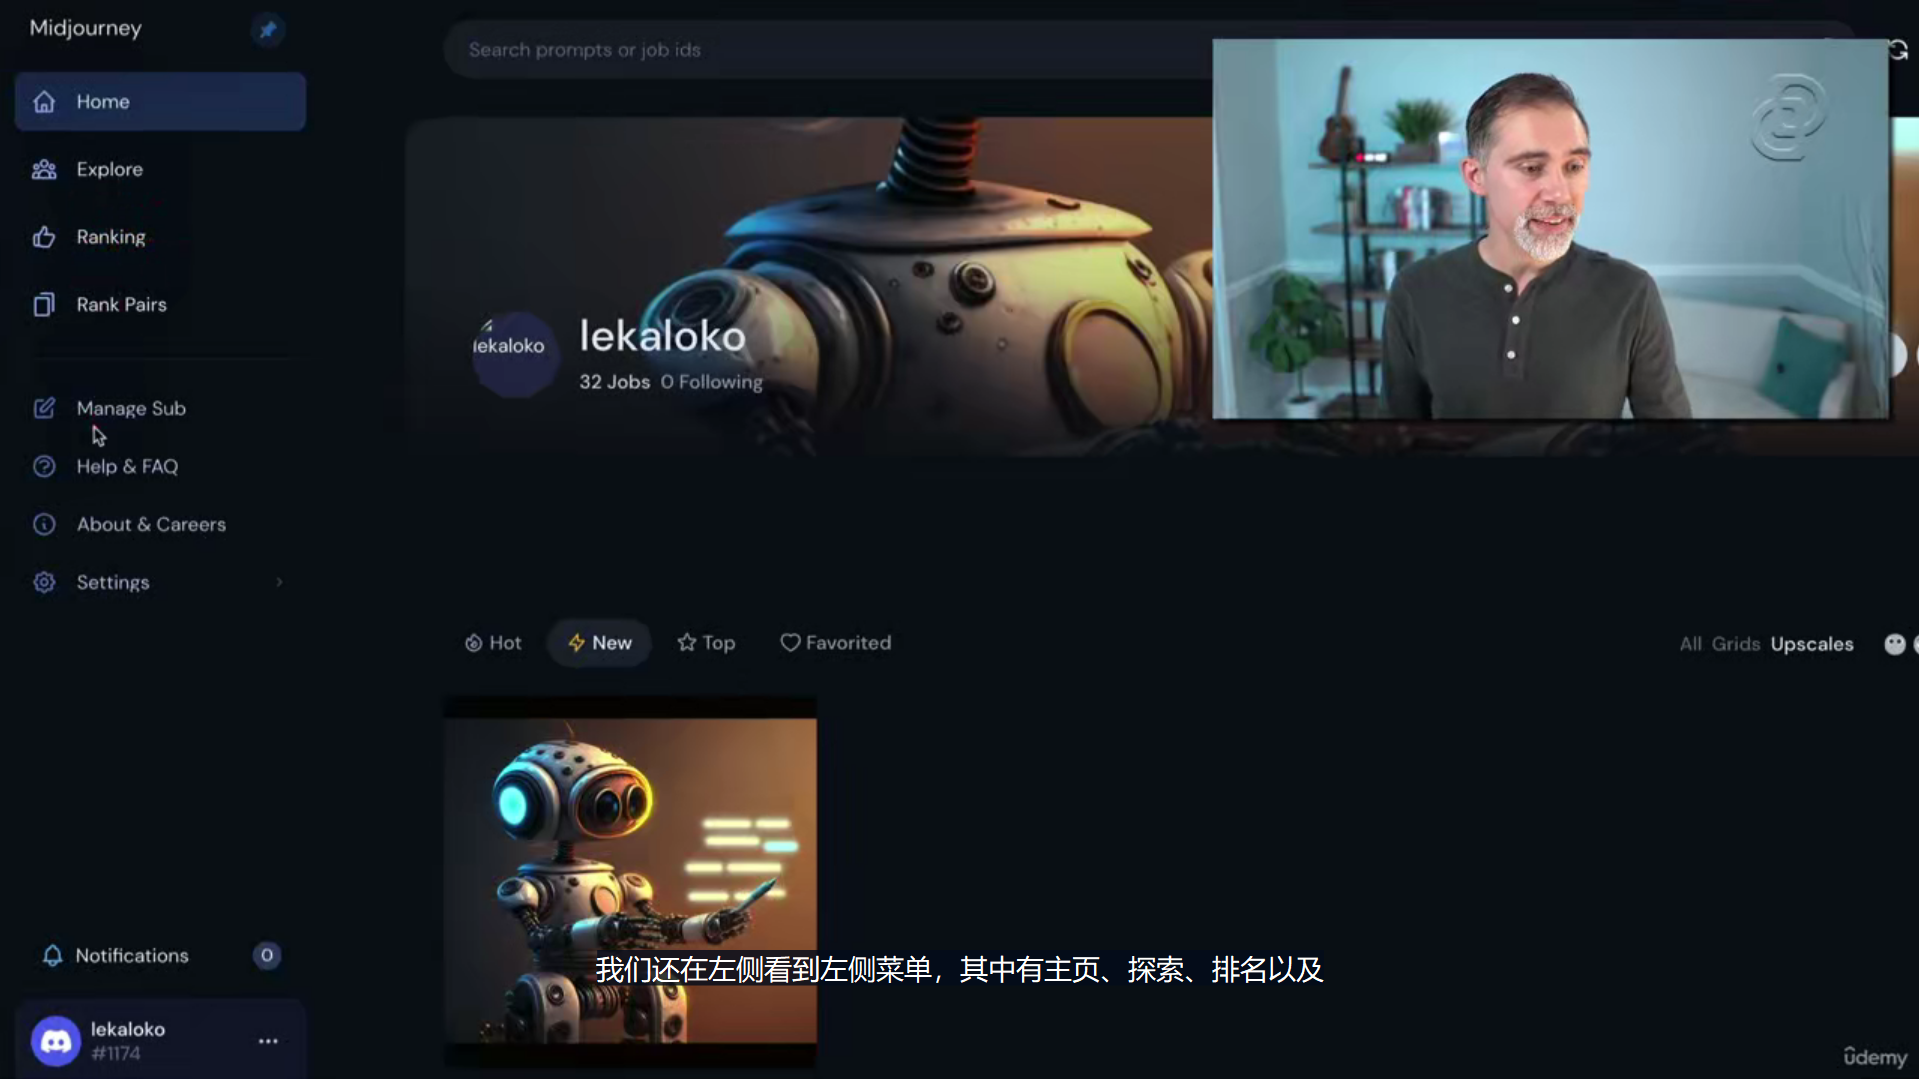 Midjourney
Search prompts or job ids
Home
Explore
Ranking
Rank Pairs
lekaloko
lekaloko
32 Jobs 0 Following
Manage Sub
Help & FAQ
About & Careers
Settings
Hot New Top Favorited
All Grids Upscales
Notifications 0
我们还在左侧看到左侧菜单，其中有主页、探索、排名以及
lekaloko
#1174
ûdemy